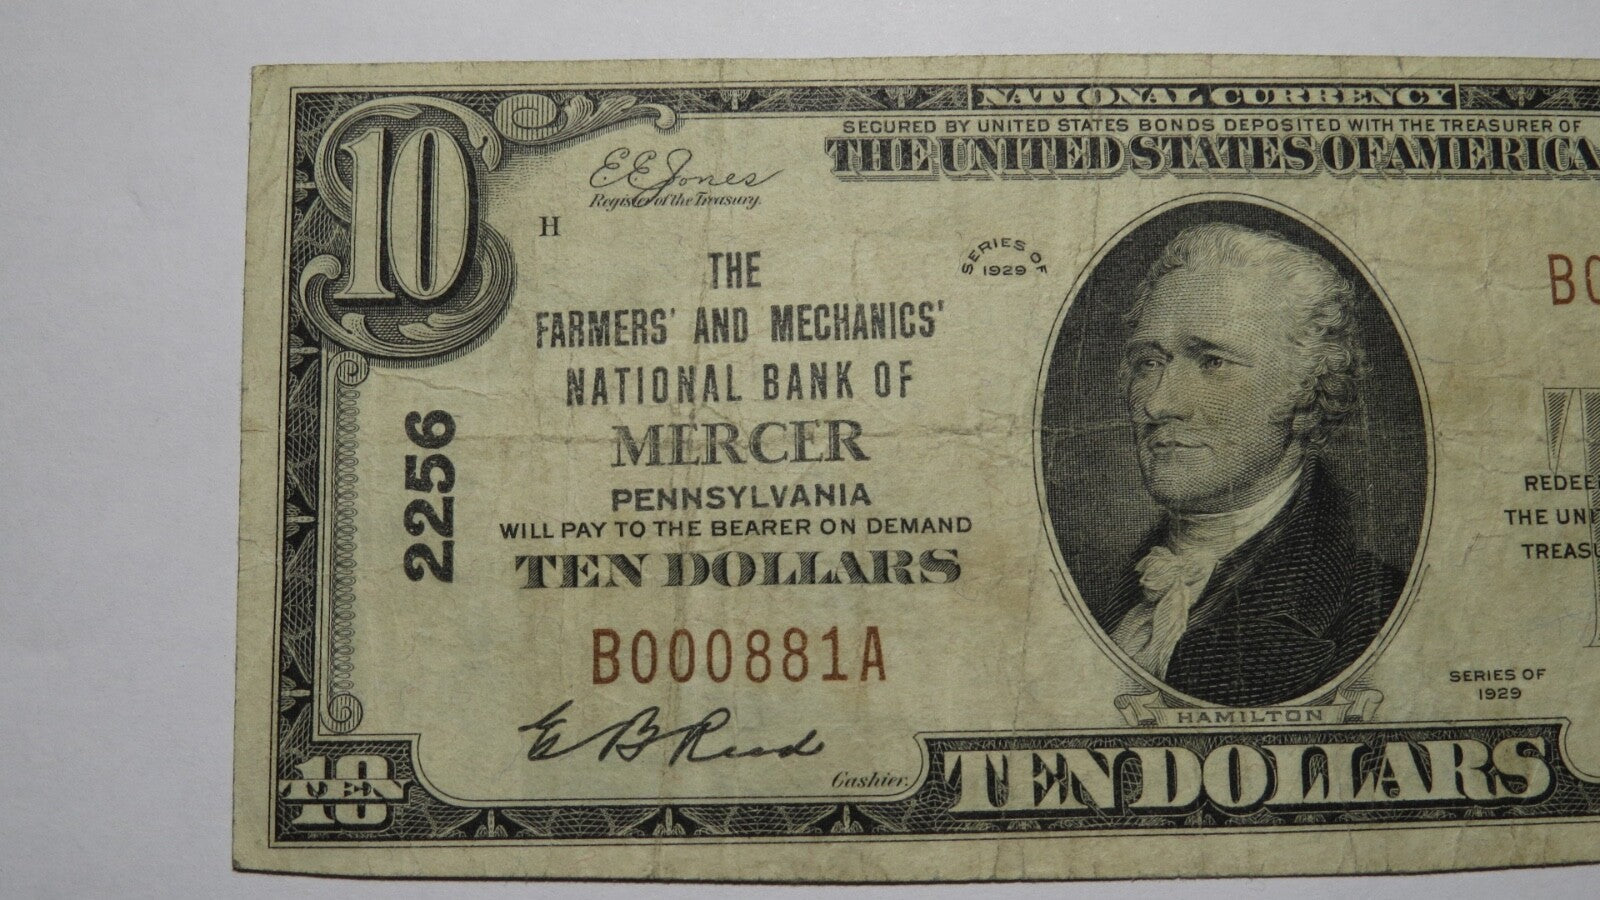 NATIONAL CURRENCY
SECURED BY UNITED STATES BONDS DEPOSITED WITH THE TREASURER OF
THE UNITED STATES OF AMERICA
10
E.E. Jones
Register of the Treasury.
H
THE
FARMERS' AND MECHANICS'
NATIONAL BANK OF
MERCER
PENNSYLVANIA
WILL PAY TO THE BEARER ON DEMAND
TEN DOLLARS
B000881A
2256
SERIES OF
1929
E B Reed
Cashier.
HAMILTON
REDEE
THE UNI
TREASU
SERIES OF
1929
10
TEN
TEN DOLLARS